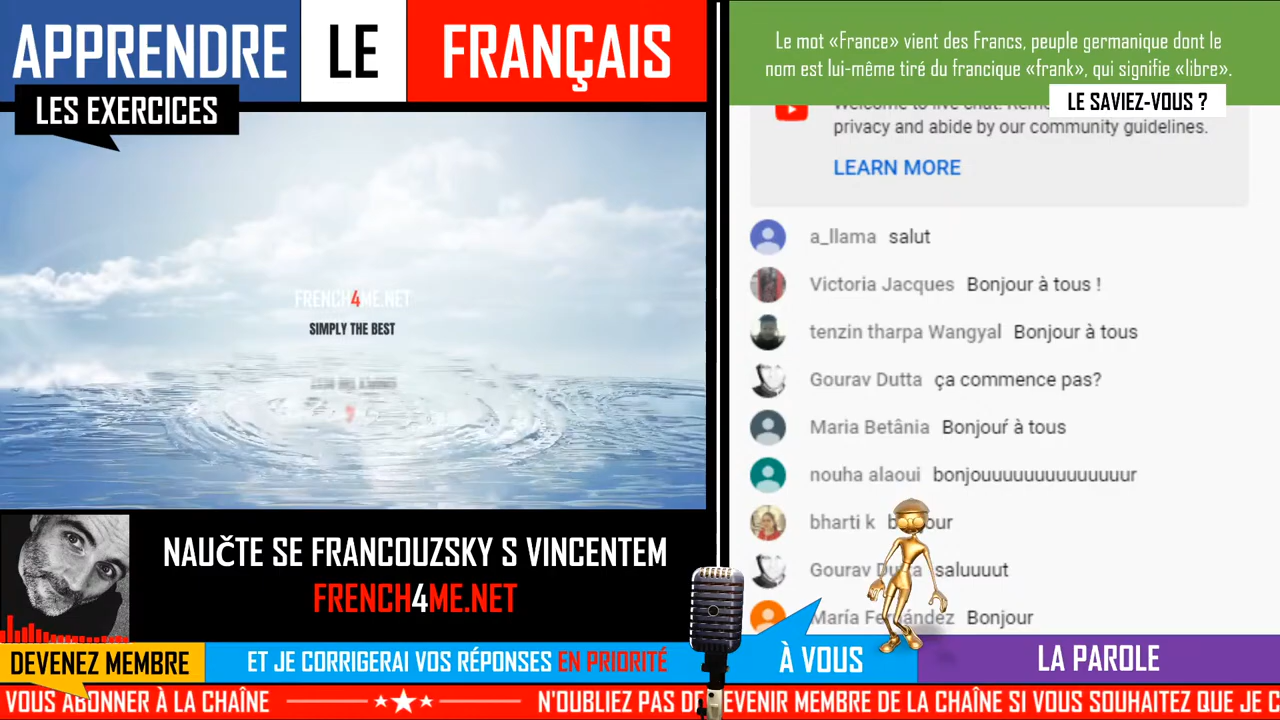 APPRENDRE LE FRANÇAIS
LES EXERCICES
Le mot «France» vient des Francs, peuple germanique dont le
nom est lui-même tiré du francique «frank», qui signifie «libre».
LE SAVIEZ-VOUS ?
privacy and abide by our community guidelines.
LEARN MORE
a_llama salut
Victoria Jacques Bonjour à tous !
tenzin tharpa Wangyal Bonjour à tous
Gourav Dutta ça commence pas?
Maria Betânia Bonjouŕ à tous
nouha alaoui bonjouuuuuuuuuuuuuur
bharti k
Gourav Dutta saluuuut
María Fernández Bonjour
FRENCH4ME.NET
SIMPLY THE BEST
NAUČTE SE FRANCOUZSKY S VINCENTEM
FRENCH4ME.NET
DEVENEZ MEMBRE
ET JE CORRIGERAI VOS RÉPONSES EN PRIORITÉ
À VOUS
LA PAROLE
VOUS ABONNER À LA CHAÎNE
N'OUBLIEZ PAS DE DEVENIR MEMBRE DE LA CHAÎNE SI VOUS SOUHAITEZ QUE JE C